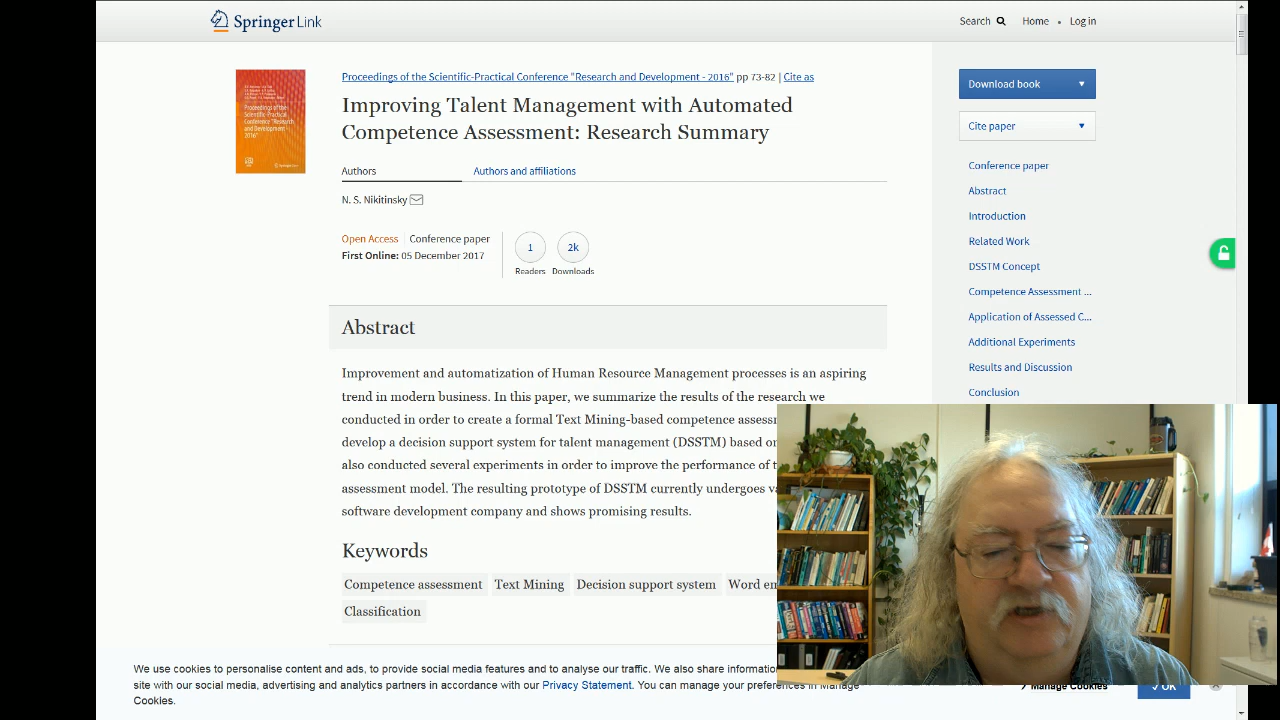 Springer Link
Search
Home
Log in
Proceedings of the Scientific-Practical Conference "Research and Development - 2016" pp 73-82 | Cite as
Improving Talent Management with Automated
Competence Assessment: Research Summary
Authors
Authors and affiliations
N. S. Nikitinsky
Open Access
Conference paper
First Online: 05 December 2017
1
Readers
2k
Downloads
Abstract
Improvement and automatization of Human Resource Management processes is an aspiring
trend in modern business. In this paper, we summarize the results of the research we
conducted in order to create a formal Text Mining-based competence
develop a decision support system for talent management (DSSTM) based
also conducted several experiments in order to improve the performance of
assessment model. The resulting prototype of DSSTM currently undergoes
software development company and shows promising results.
Keywords
Competence assessment
Text Mining
Decision support system
Word
Classification
Download book
Cite paper
Conference paper
Abstract
Introduction
Related Work
DSSTM Concept
Competence Assessment ...
Application of Assessed C...
Additional Experiments
Results and Discussion
Conclusion
We use cookies to personalise content and ads, to provide social media features and to analyse our traffic. We also share
site with our social media, advertising and analytics partners in accordance with our Privacy Statement. You can manage your preferences in Manage
Cookies.
Manage Cookies
OK